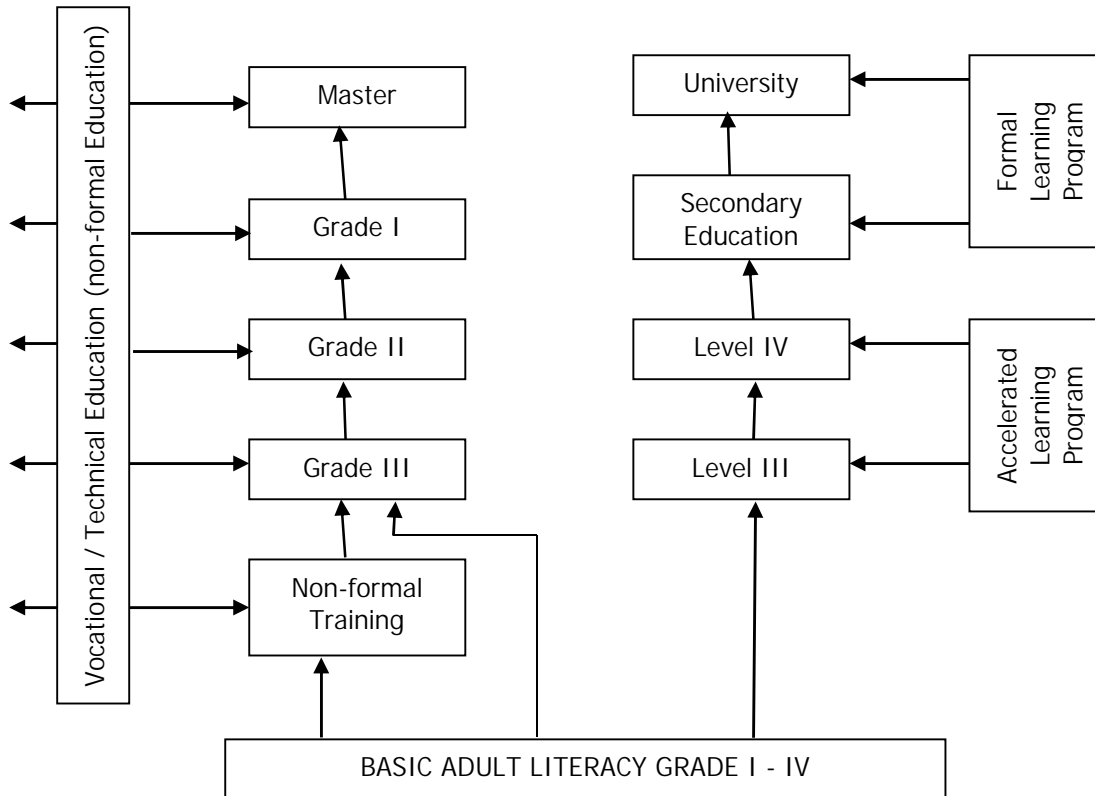 Vocational / Technical Education (non-formal Education)
Master
Grade I
Grade II
Grade III
Non-formal
Training
University
Secondary
Education
Level IV
Level III
Formal
Learning
Program
Accelerated
Learning
Program
BASIC ADULT LITERACY GRADE I - IV